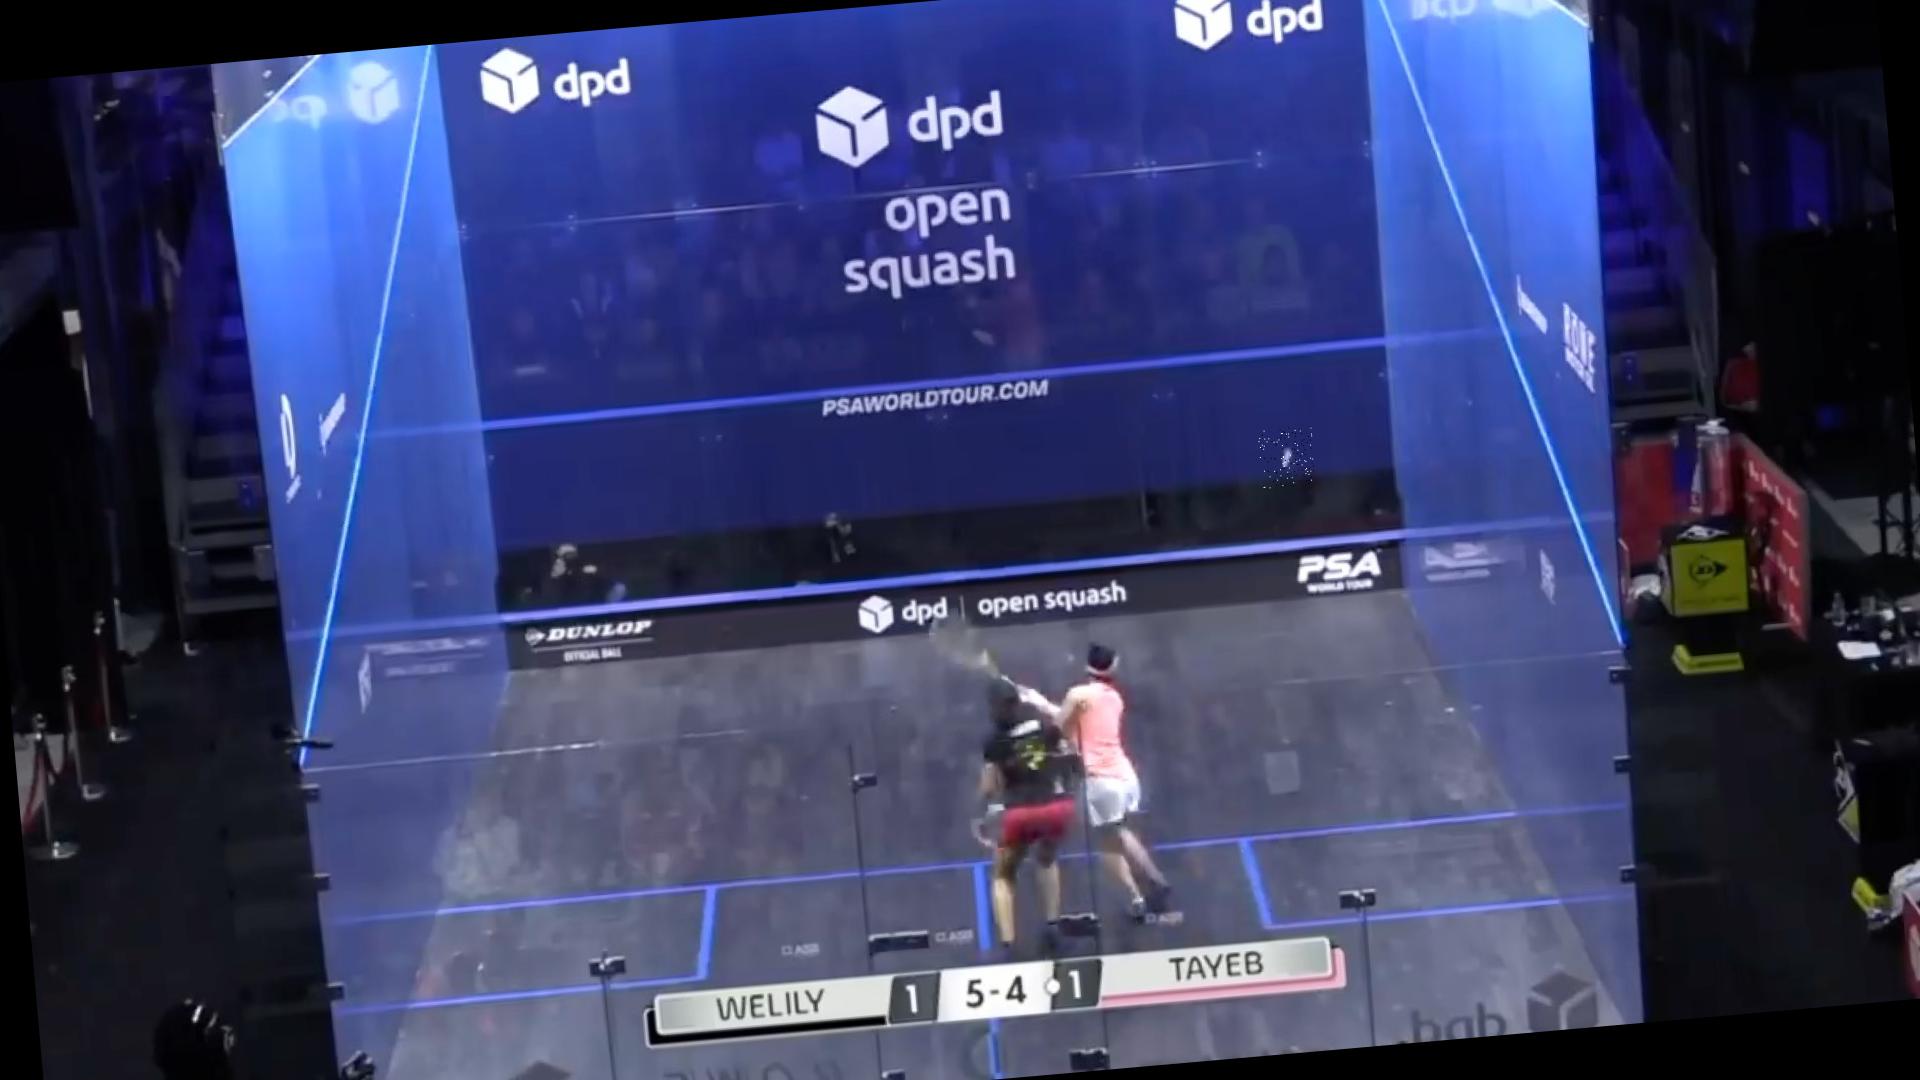 dpd
dpd
dpd
open
squash
PSAWORLDTOUR.COM
ROWE
PSA
WORLD TOUR
dpd | open squash
DUNLOP
OFFICIAL BALL
WELILY 1 5-4 1 TAYEB